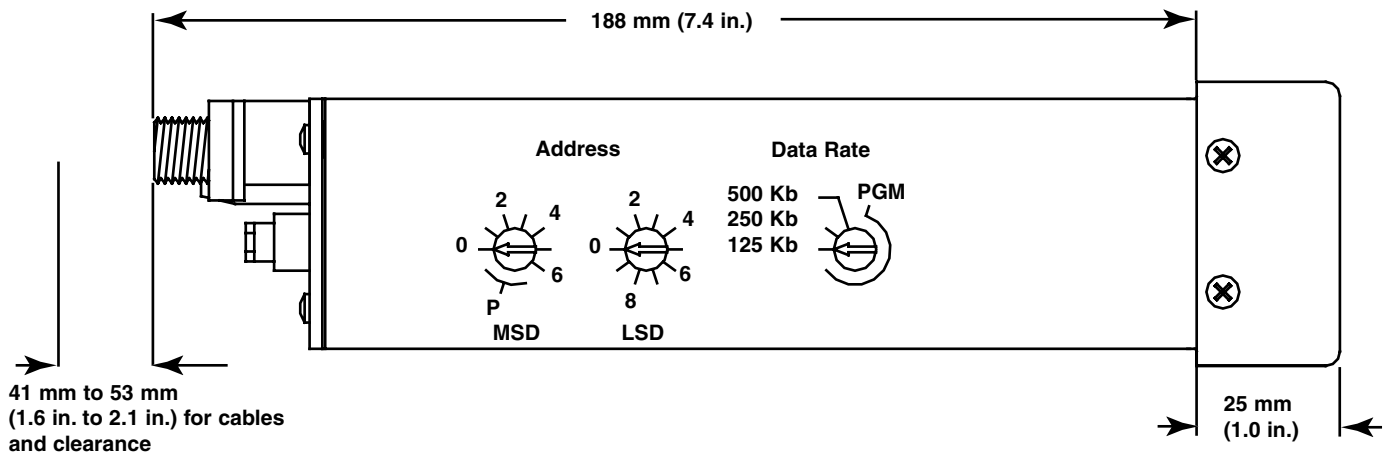 188 mm (7.4 in.)
Address
Data Rate
2
4
0
6
P
MSD
2
4
0
6
8
LSD
500 Kb
250 Kb
125 Kb
PGM
41 mm to 53 mm
(1.6 in. to 2.1 in.) for cables
and clearance
25 mm
(1.0 in.)